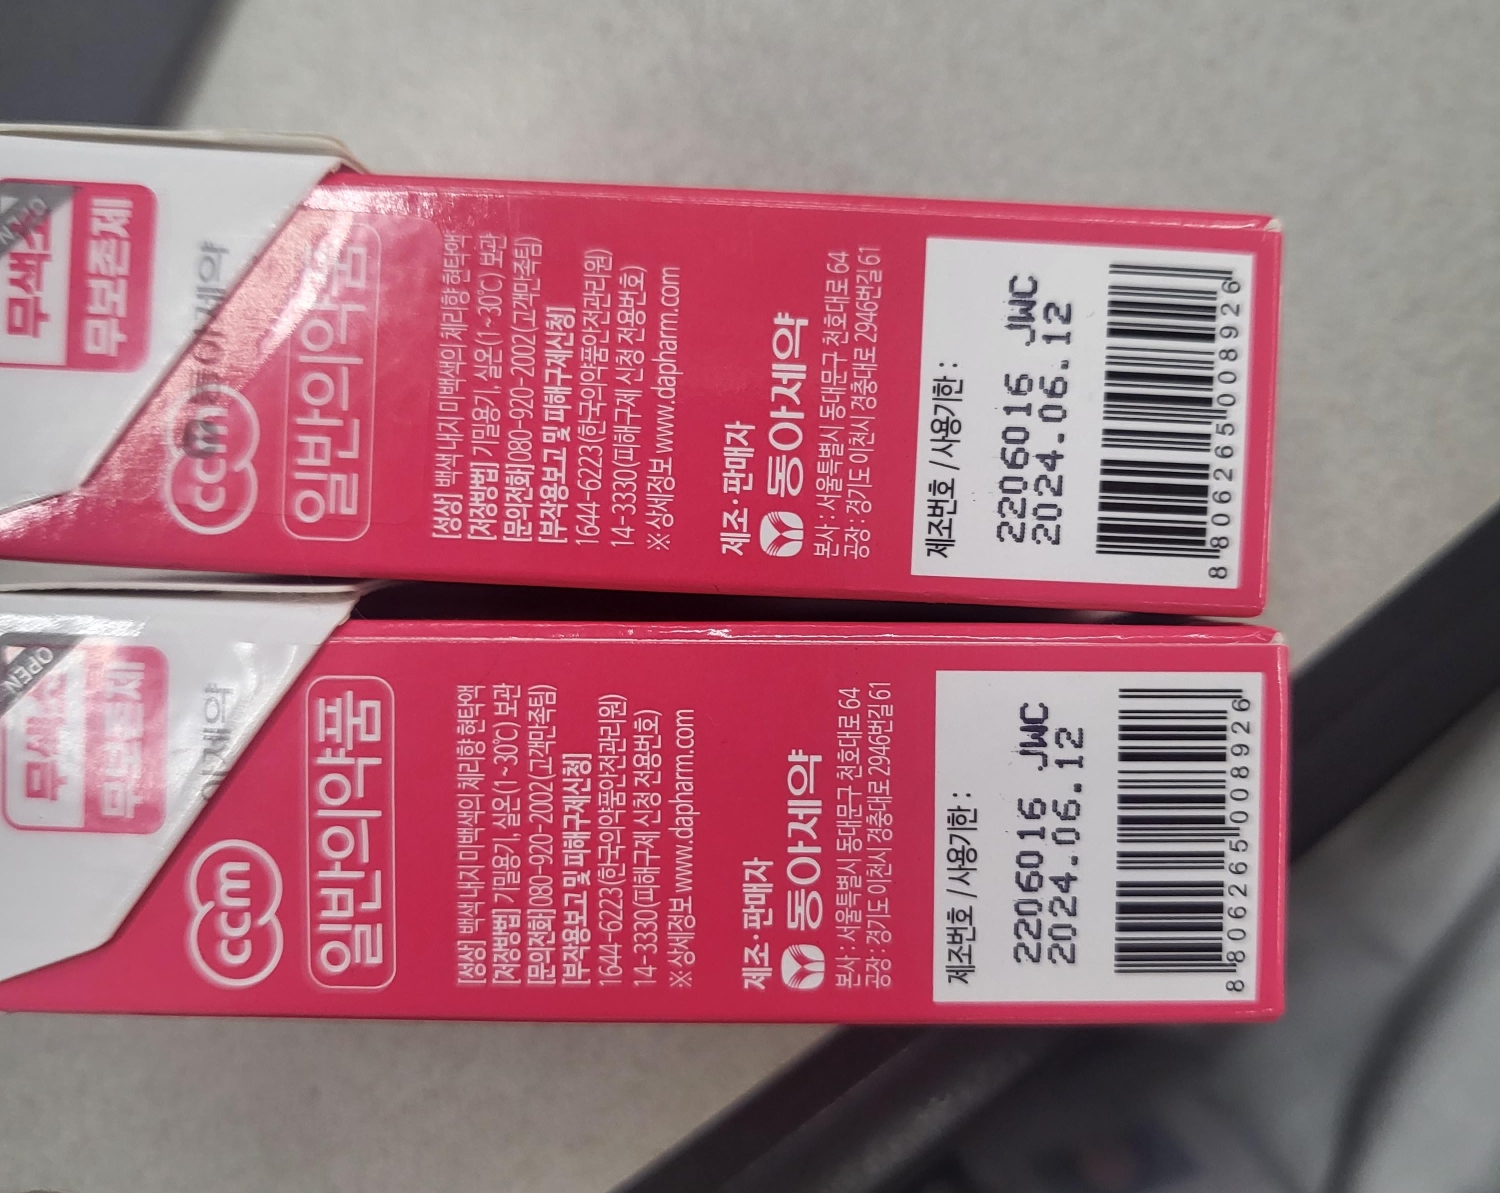 무색소
무보존제
OPEN
동아제약
ccm
일반의약품
[성상] 백색 내지 미백색의 체리향 현탁액
[저장방법] 기밀용기, 실온(1~30℃) 보관
[문의전화] 080-920-2002(고객만족팀)
[부작용보고 및 피해구제신청]
1644-6223(한국의약품안전관리원)
14-3330(피해구제 신청 전용번호)
※상세정보 www.dapharm.com
제조·판매자
동아제약
본사 : 서울특별시 동대문구 천호대로 64
공장 : 경기도 이천시 경충대로 2946번길 61
제조번호 / 사용기한 :
2206016 JWC
2024.06.12
8 806265 008926
OPEN
무색소
무보존제
아제약
ccm
일반의약품
[성상] 백색 내지 미백색의 체리향 현탁액
[저장방법] 기밀용기, 실온(1~30℃) 보관
[문의전화] 080-920-2002(고객만족팀)
[부작용보고 및 피해구제신청]
1644-6223(한국의약품안전관리원)
14-3330(피해구제 신청 전용번호)
※상세정보 www.dapharm.com
제조·판매자
동아제약
본사 : 서울특별시 동대문구 천호대로 64
공장 : 경기도 이천시 경충대로 2946번길 61
제조번호 / 사용기한 :
2206016 JWC
2024.06.12
8 806265 008926